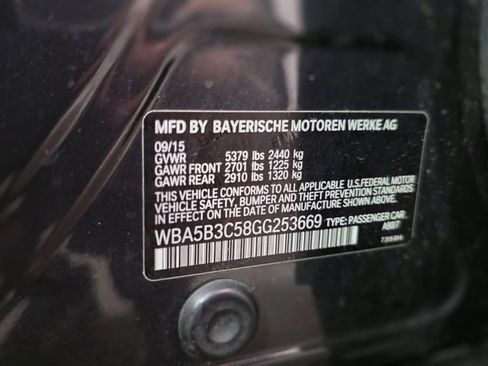 MFD BY BAYERISCHE MOTOREN WERKE AG
09/15
GVWR 5379 lbs 2440 kg
GAWR FRONT 2701 lbs 1225 kg
GAWR REAR 2910 lbs 1320 kg
THIS VEHICLE CONFORMS TO ALL APPLICABLE U.S.FEDERAL MOTOR
VEHICLE SAFETY, BUMPER AND THEFT PREVENTION STANDARDS
IN EFFECT ON THE DATE OF MANUFACTURE SHOWN ABOVE.
WBA5B3C58GG253669 TYPE: PASSENGER CAR
A90/7